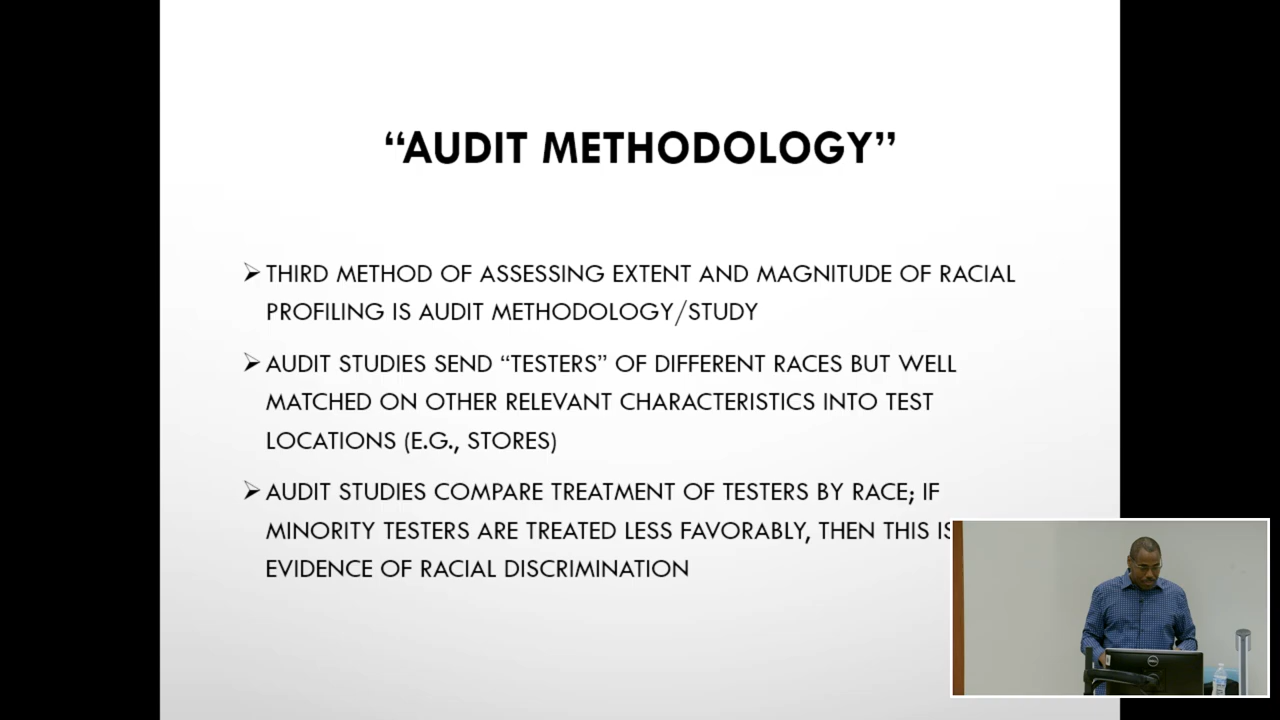 “AUDIT METHODOLOGY”
THIRD METHOD OF ASSESSING EXTENT AND MAGNITUDE OF RACIAL
PROFILING IS AUDIT METHODOLOGY/STUDY
AUDIT STUDIES SEND “TESTERS” OF DIFFERENT RACES BUT WELL
MATCHED ON OTHER RELEVANT CHARACTERISTICS INTO TEST
LOCATIONS (E.G., STORES)
AUDIT STUDIES COMPARE TREATMENT OF TESTERS BY RACE; IF
MINORITY TESTERS ARE TREATED LESS FAVORABLY, THEN THIS IS
EVIDENCE OF RACIAL DISCRIMINATION
DELL